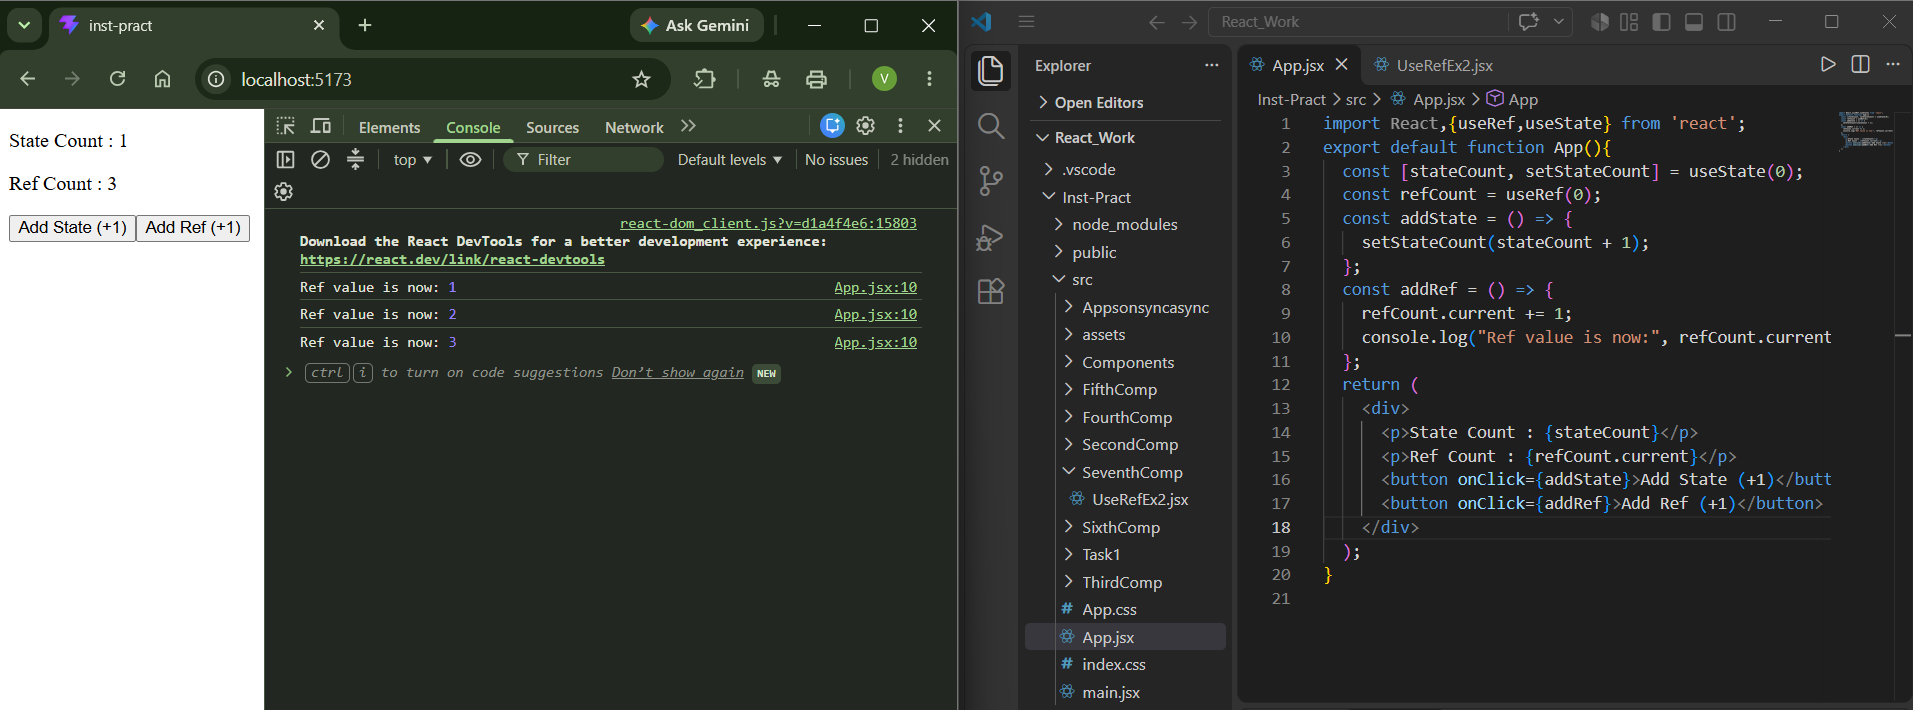 inst-pract
Ask Gemini
localhost:5173
V
State Count : 1
Ref Count : 3
Add State (+1) Add Ref (+1)
Elements Console Sources Network
top Filter Default levels No issues 2 hidden
react-dom_client.js?v=d1a4f4e6:15803
Download the React DevTools for a better development experience:
https://react.dev/link/react-devtools
Ref value is now: 1 App.jsx:10
Ref value is now: 2 App.jsx:10
Ref value is now: 3 App.jsx:10
ctrl i to turn on code suggestions Don't show again NEW
React_Work
Explorer
Open Editors
React_Work
.vscode
Inst-Pract
node_modules
public
src
Appsonsyncasync
assets
Components
FifthComp
FourthComp
SecondComp
SeventhComp
UseRefEx2.jsx
SixthComp
Task1
ThirdComp
# App.css
App.jsx
# index.css
main.jsx
App.jsx UseRefEx2.jsx
Inst-Pract > src > App.jsx > App
1 import React,{useRef,useState} from 'react';
2 export default function App(){
3 const [stateCount, setStateCount] = useState(0);
4 const refCount = useRef(0);
5 const addState = () => {
6 setStateCount(stateCount + 1);
7 };
8 const addRef = () => {
9 refCount.current += 1;
10 console.log("Ref value is now:", refCount.current
11 };
12 return (
13 <div>
14 <p>State Count : {stateCount}</p>
15 <p>Ref Count : {refCount.current}</p>
16 <button onClick={addState}>Add State (+1)</butt
17 <button onClick={addRef}>Add Ref (+1)</button>
18 </div>
19 );
20 }
21